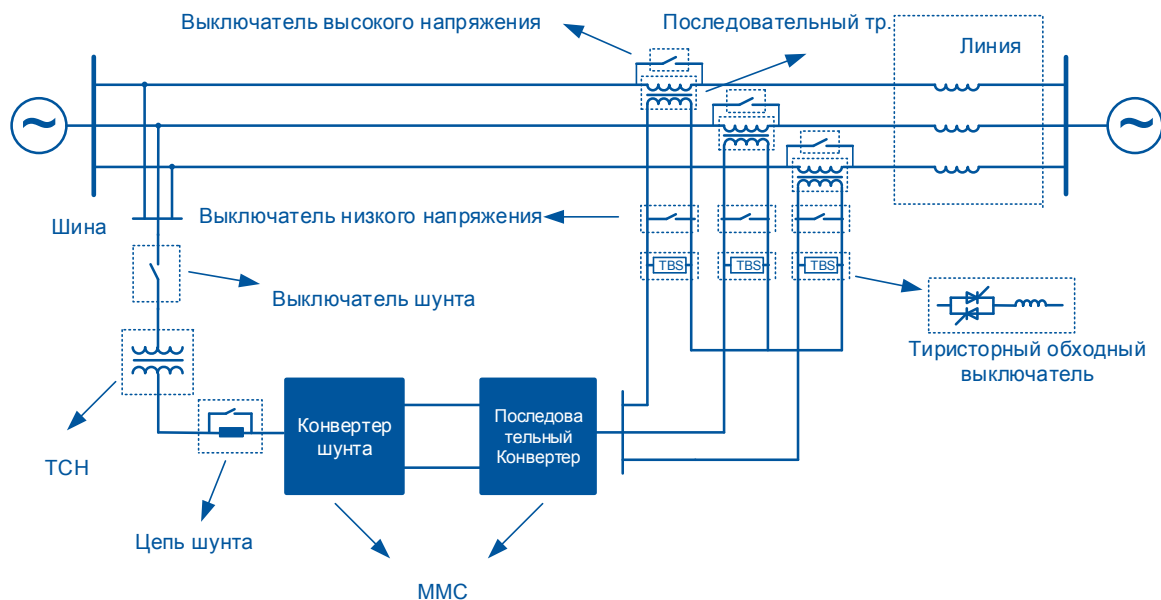 Выключатель высокого напряжения
Последовательный тр.
Линия
~
~
Шина
Выключатель низкого напряжения
Выключатель шунта
TBS
TBS
TBS
Тиристорный обходный
выключатель
Конвертер
шунта
Последова
тельный
Конвертер
ТСН
Цепь шунта
ММС